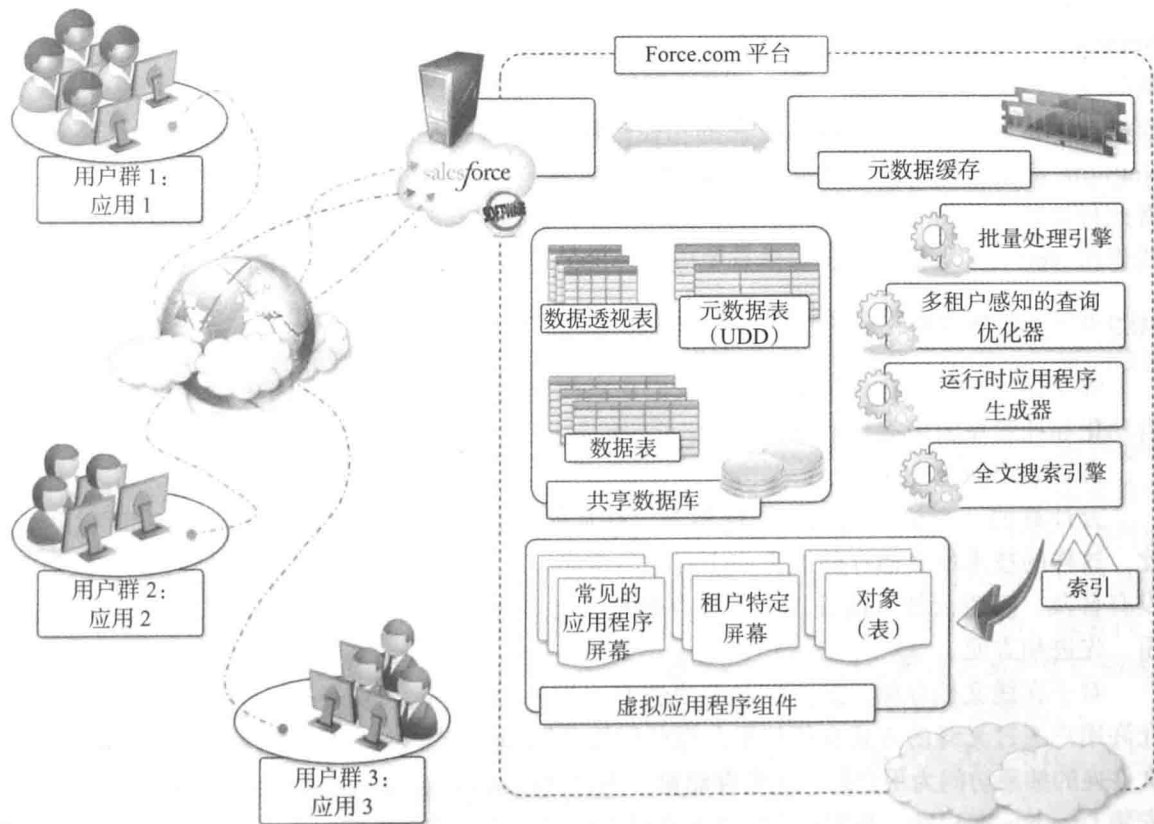 Force.com 平台
salesforce
SOFTWARE
元数据缓存
用户群 1：
应用1
批量处理引擎
数据透视表
元数据表
（UDD）
多租户感知的查询
优化器
运行时应用程序
生成器
数据表
全文搜索引擎
共享数据库
索引
用户群 2：
应用 2
常见的
应用程序
屏幕
租户特定
屏幕
对象
（表）
虚拟应用程序组件
用户群 3：
应用 3